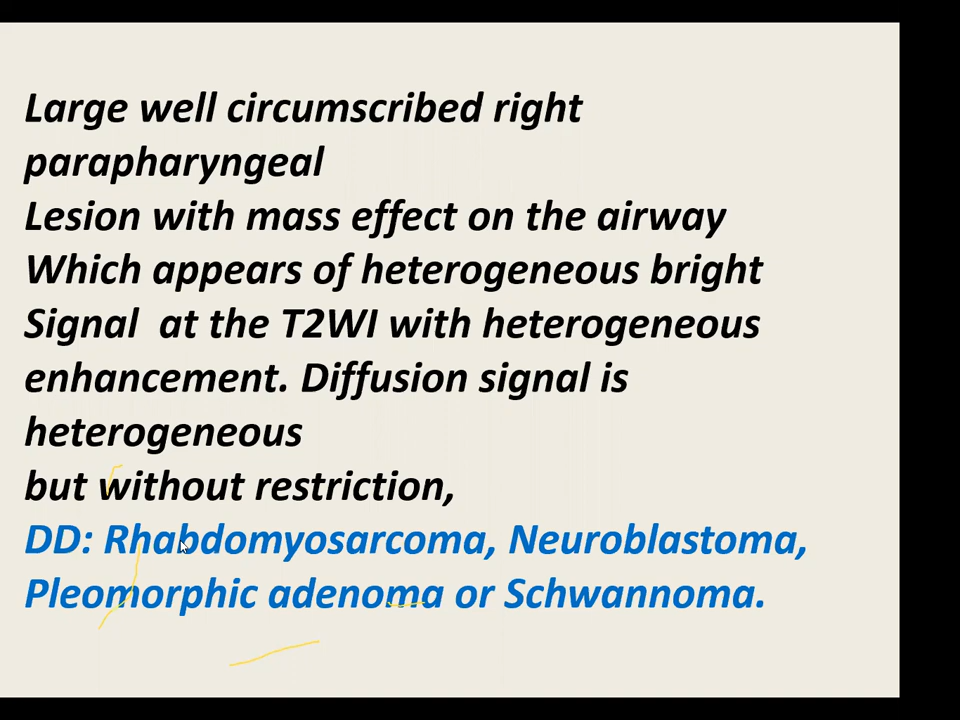 Large well circumscribed right
parapharyngeal
Lesion with mass effect on the airway
Which appears of heterogeneous bright
Signal at the T2WI with heterogeneous
enhancement. Diffusion signal is
heterogeneous
but without restriction,
DD: Rhabdomyosarcoma, Neuroblastoma,
Pleomorphic adenoma or Schwannoma.